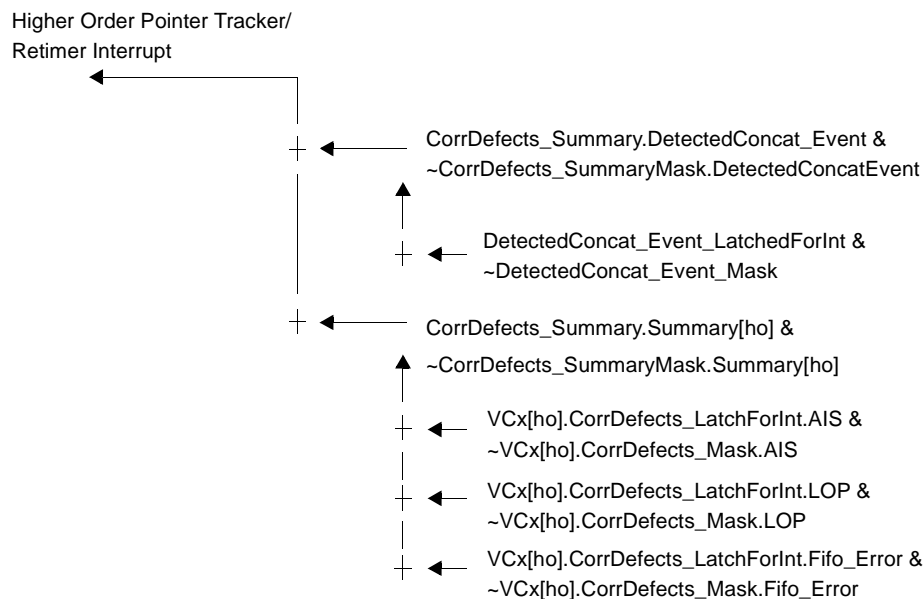 Higher Order Pointer Tracker/
Retimer Interrupt
CorrDefects_Summary.DetectedConcat_Event &
~CorrDefects_SummaryMask.DetectedConcatEvent
DetectedConcat_Event_LatchedForInt &
~DetectedConcat_Event_Mask
CorrDefects_Summary.Summary[ho] &
~CorrDefects_SummaryMask.Summary[ho]
VCx[ho].CorrDefects_LatchForInt.AIS &
~VCx[ho].CorrDefects_Mask.AIS
VCx[ho].CorrDefects_LatchForInt.LOP &
~VCx[ho].CorrDefects_Mask.LOP
VCx[ho].CorrDefects_LatchForInt.Fifo_Error &
~VCx[ho].CorrDefects_Mask.Fifo_Error